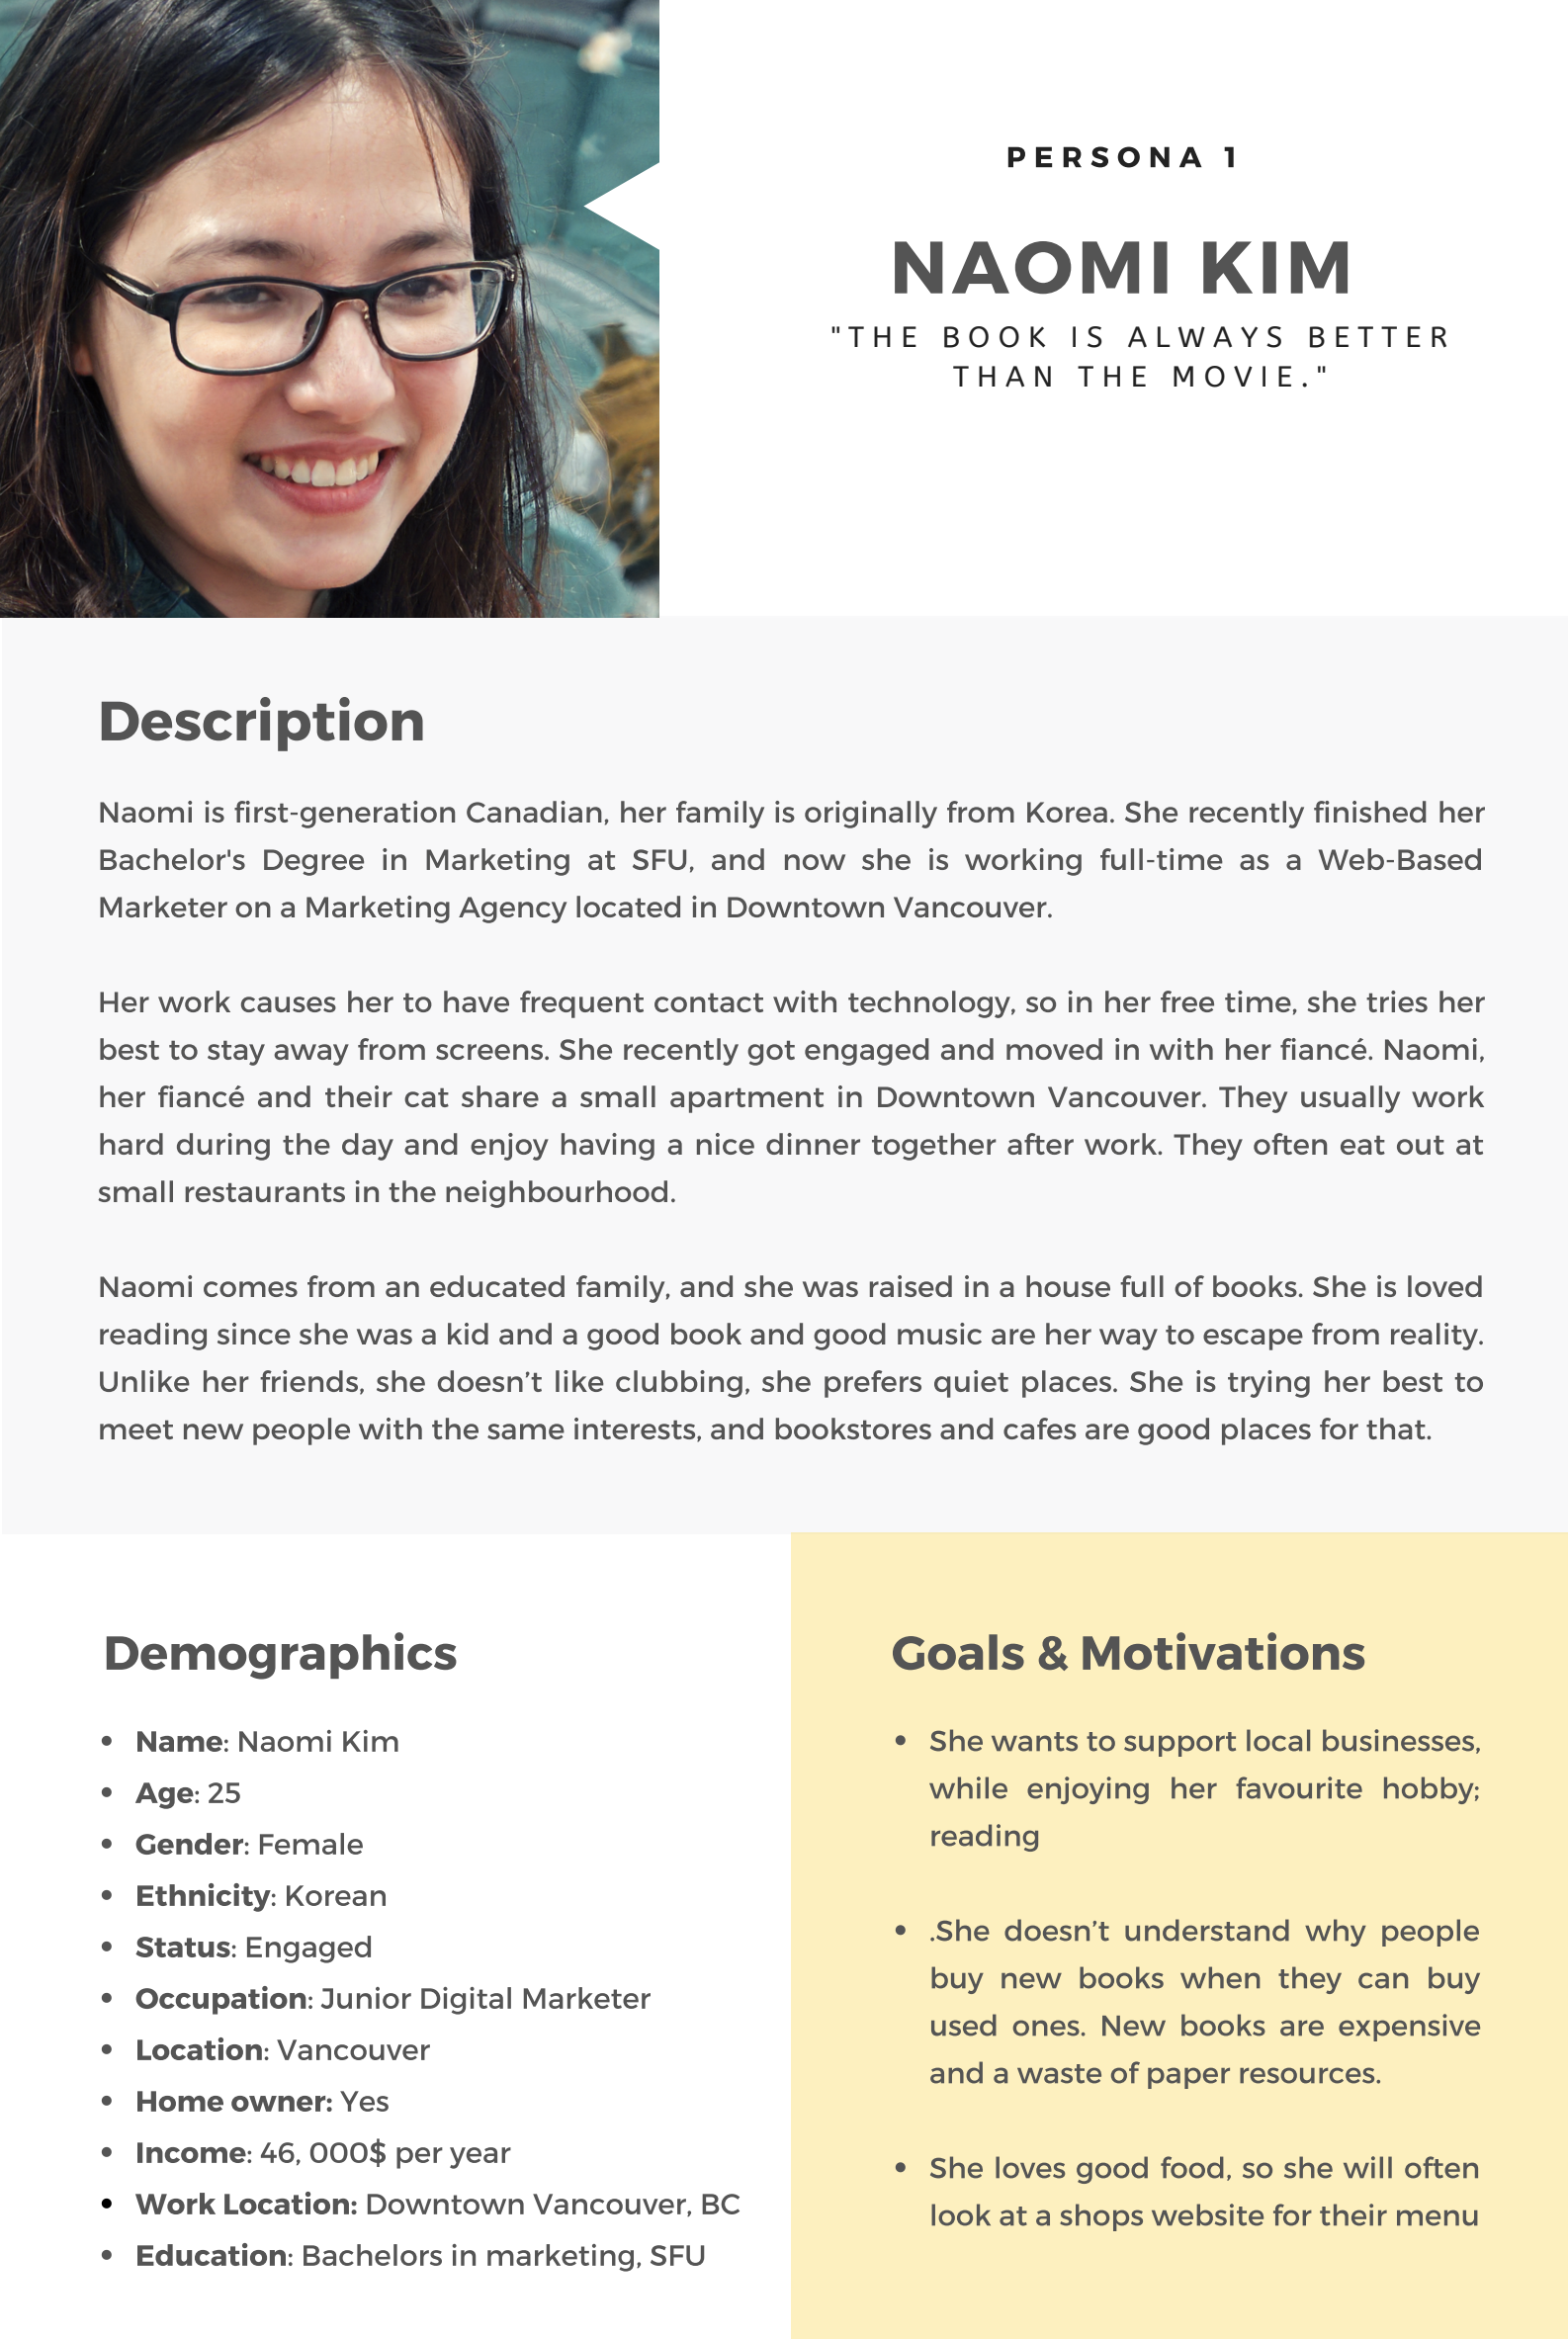 PERSONA 1
NAOMI KIM
"THE BOOK IS ALWAYS BETTER
THAN THE MOVIE."
Description
Naomi is first-generation Canadian, her family is originally from Korea. She recently finished her
Bachelor's Degree in Marketing at SFU, and now she is working full-time as a Web-Based
Marketer on a Marketing Agency located in Downtown Vancouver.
Her work causes her to have frequent contact with technology, so in her free time, she tries her
best to stay away from screens. She recently got engaged and moved in with her fiancé. Naomi,
her fiancé and their cat share a small apartment in Downtown Vancouver. They usually work
hard during the day and enjoy having a nice dinner together after work. They often eat out at
small restaurants in the neighbourhood.
Naomi comes from an educated family, and she was raised in a house full of books. She is loved
reading since she was a kid and a good book and good music are her way to escape from reality.
Unlike her friends, she doesn’t like clubbing, she prefers quiet places. She is trying her best to
meet new people with the same interests, and bookstores and cafes are good places for that.
Demographics
• Name: Naomi Kim
• Age: 25
• Gender: Female
• Ethnicity: Korean
• Status: Engaged
• Occupation: Junior Digital Marketer
• Location: Vancouver
• Home owner: Yes
• Income: 46, 000$ per year
• Work Location: Downtown Vancouver, BC
• Education: Bachelors in marketing, SFU
Goals & Motivations
• She wants to support local businesses,
while enjoying her favourite hobby;
reading
• .She doesn’t understand why people
buy new books when they can buy
used ones. New books are expensive
and a waste of paper resources.
• She loves good food, so she will often
look at a shops website for their menu